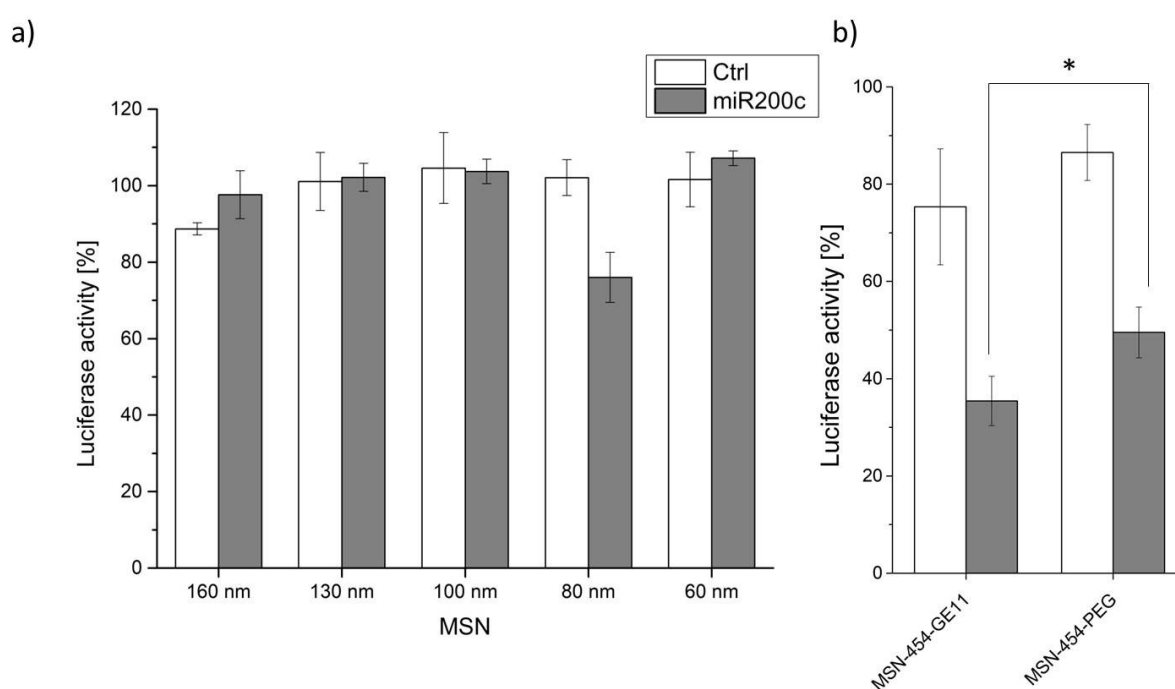 a)
Ctrl
miR200c
Luciferase activity [%]
120
100
80
60
40
20
0
160 nm
130 nm
100 nm
80 nm
60 nm
MSN
b)
*
Luciferase activity [%]
100
80
60
40
20
0
MSN-454-GE11
MSN-454-PEG